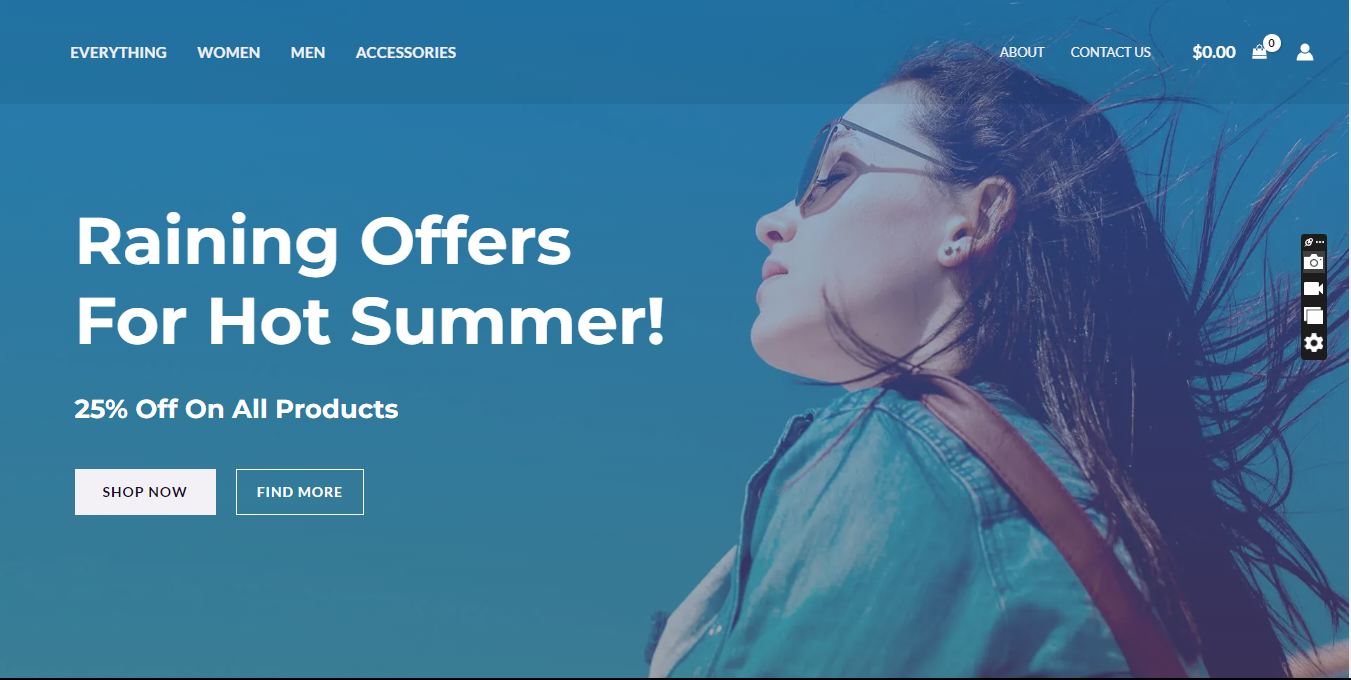 EVERYTHING WOMEN MEN ACCESSORIES ABOUT CONTACT US $0.00 0
Raining Offers
For Hot Summer!
25% Off On All Products
SHOP NOW FIND MORE